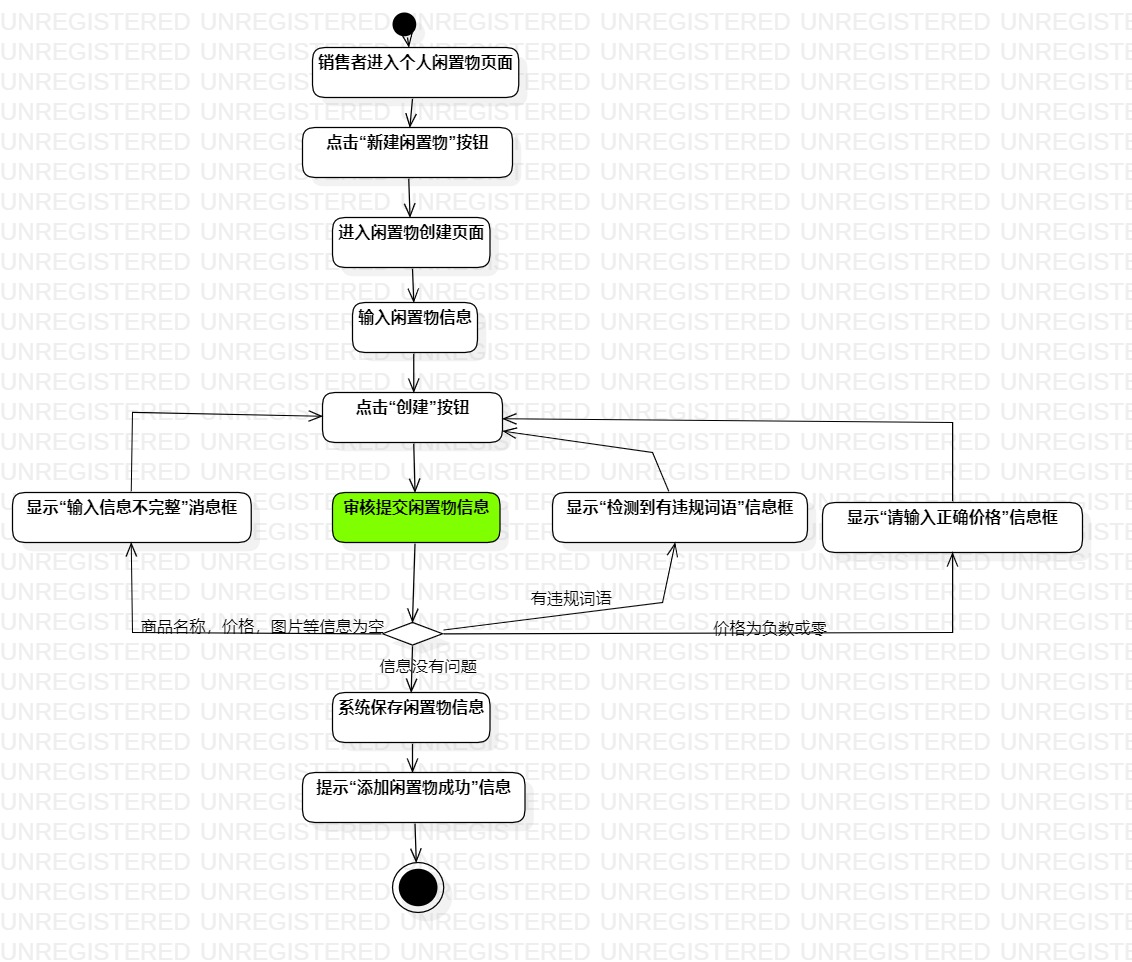 销售者进入个人闲置物页面
点击“新建闲置物”按钮
进入闲置物创建页面
输入闲置物信息
点击“创建”按钮
显示“输入信息不完整”消息框
审核提交闲置物信息
显示“检测到有违规词语”信息框
显示“请输入正确价格”信息框
有违规词语
商品名称，价格，图片等信息为空
价格为负数或零
信息没有问题
系统保存闲置物信息
提示“添加闲置物成功”信息
UNREGISTERED